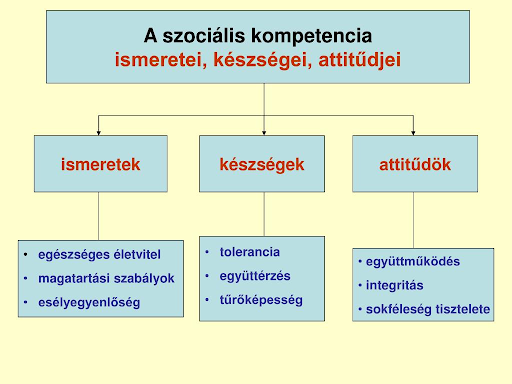 A szociális kompetencia
ismeretei, készségei, attitűdjei
ismeretek
készségek
attitűdök
• egészséges életvitel
• magatartási szabályok
• esélyegyenlőség
• tolerancia
• együttérzés
• tűrőképesség
• együttműködés
• integritás
• sokféleség tisztelete